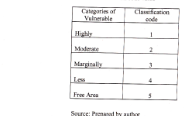 Categories of Classification
Vulnerable code
Highly 1
Moderate 2
Marginally 3
Less 4
Free Area 5
Source: Prepared by author